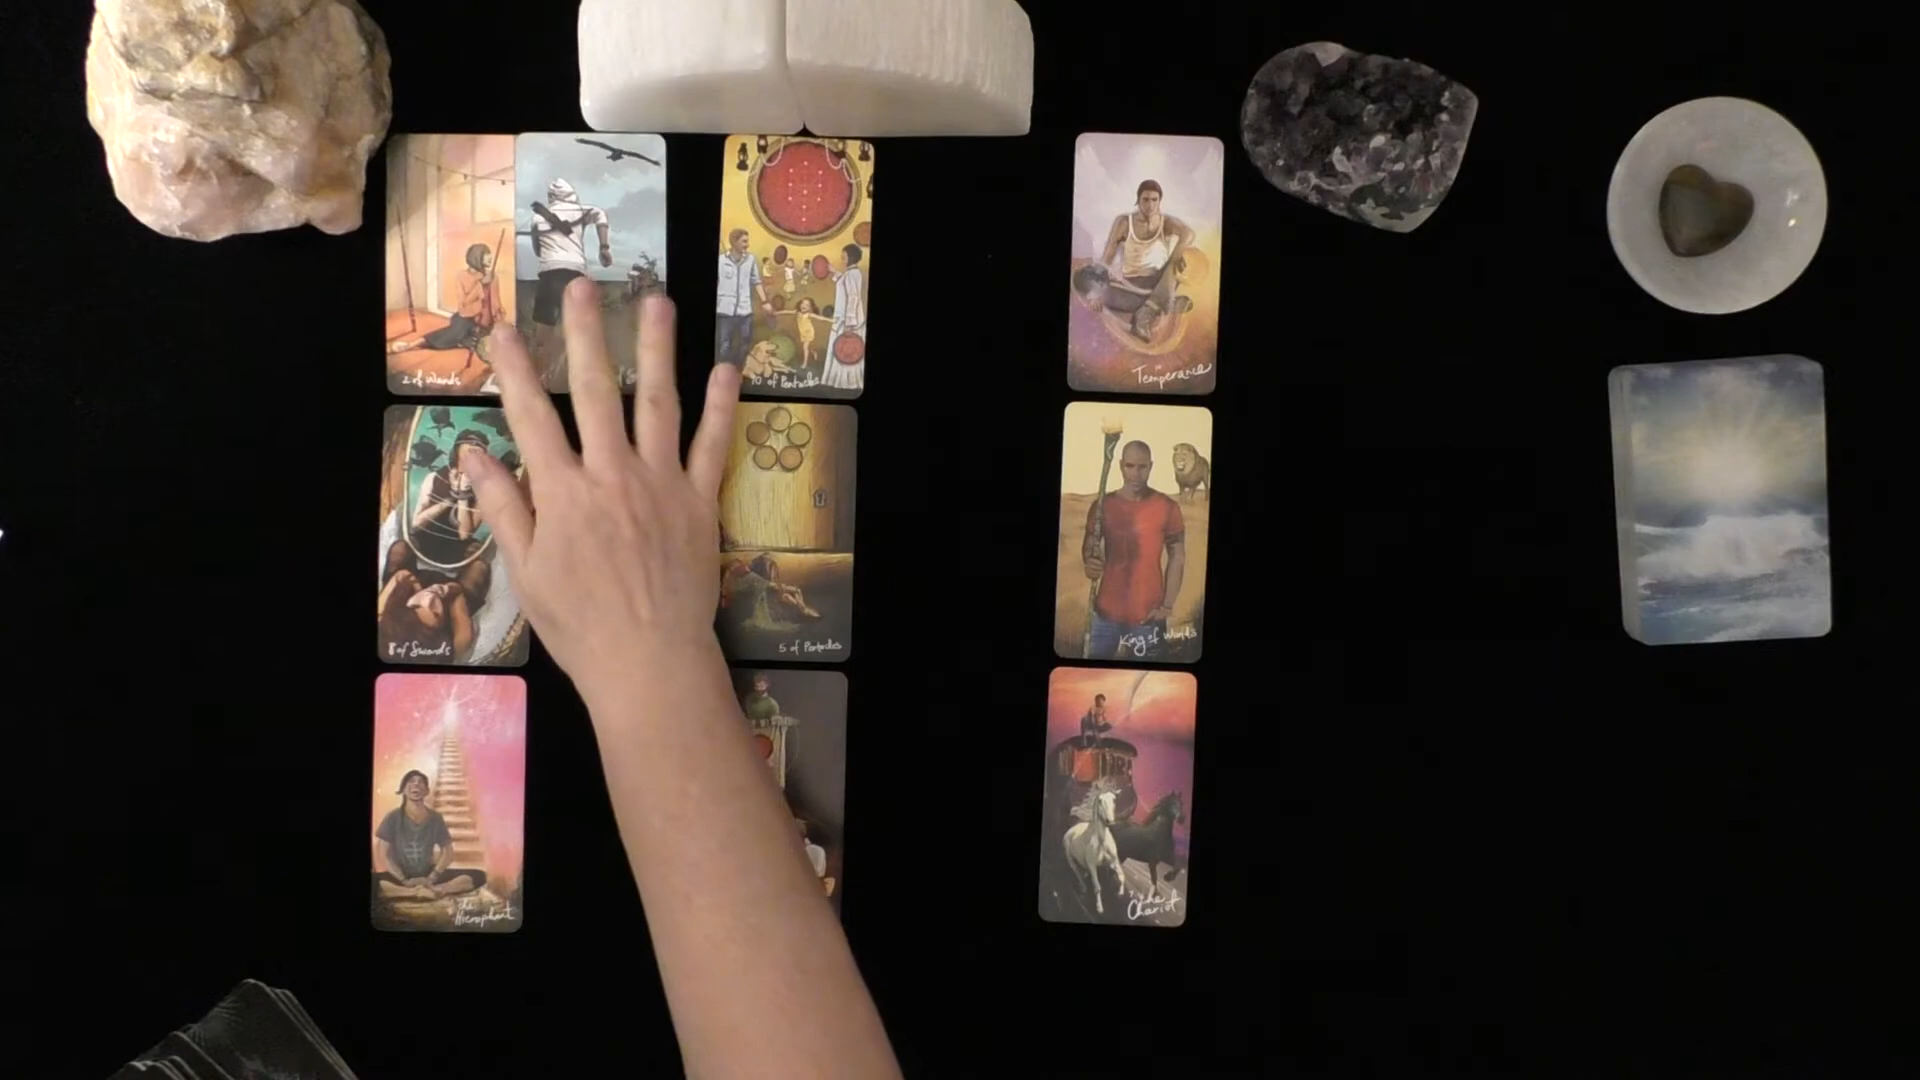 2 of Wands
10 of Pentacles
Temperance
8 of Swords
5 of Pentacles
King of Wands
the
Hierophant
the
Chariot